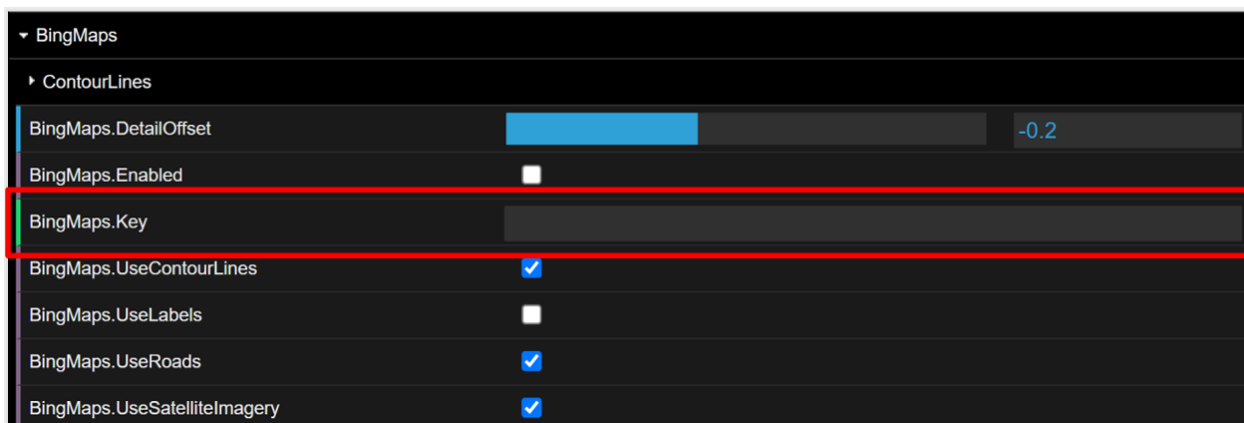 BingMaps
ContourLines
BingMaps.DetailOffset -0.2
BingMaps.Enabled
BingMaps.Key
BingMaps.UseContourLines
BingMaps.UseLabels
BingMaps.UseRoads
BingMaps.UseSatelliteImagery